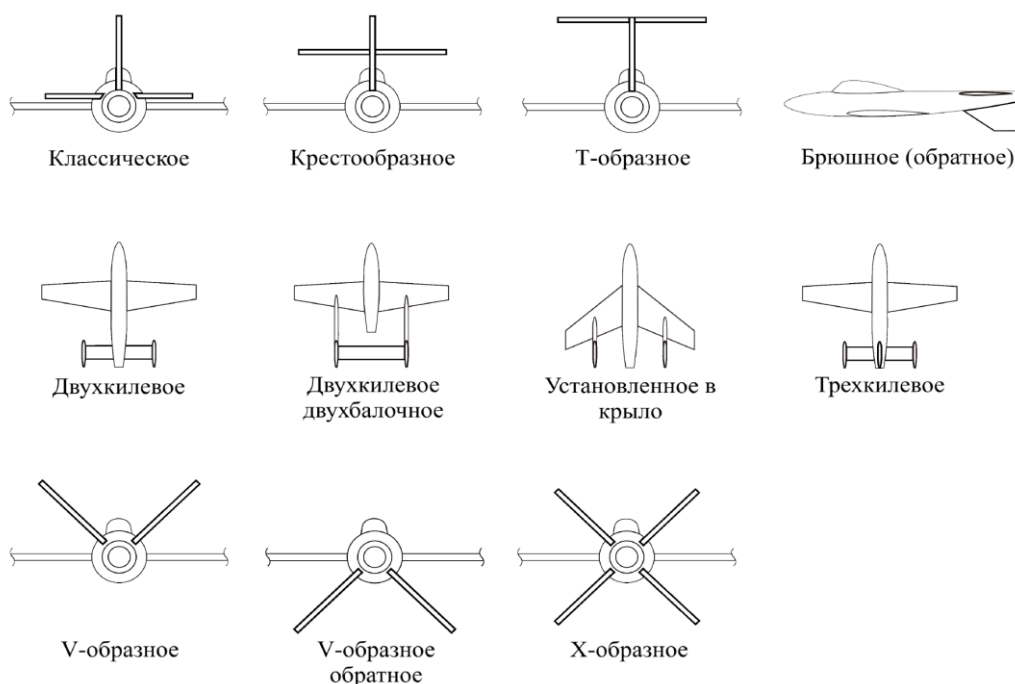 Классическое
Крестообразное
Т-образное
Брюшное (обратное)
Двухкилевое
Двухкилевое
двухбалочное
Установленное в
крыло
Трехкилевое
V-образное
V-образное
обратное
Х-образное